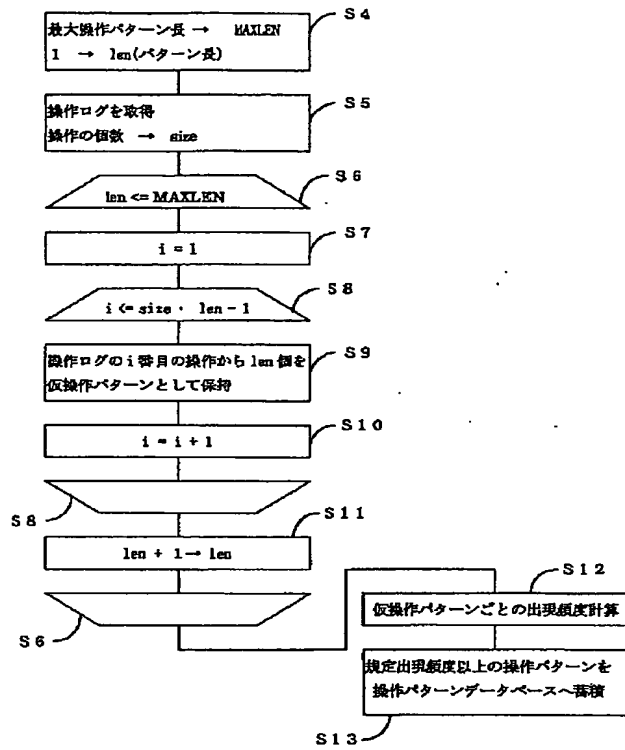 S4
最大操作パターン長 → MAXLEN
1 → len(パターン長)
S5
操作ログを取得
操作の個数 → size
S6
len <= MAXLEN
S7
i = 1
S8
i <= size - len - 1
S9
操作ログのi番目の操作からlen個を
仮操作パターンとして保持
S10
i = i + 1
S8
S11
len + 1 → len
S6
S12
仮操作パターンごとの出現頻度計算
規定出現頻度以上の操作パターンを
操作パターンデータベースへ蓄積
S13